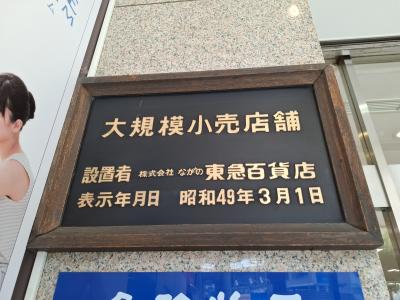 大規模小売店舗
設置者 株式会社 ながの 東急百貨店
表示年月日 昭和49年3月1日